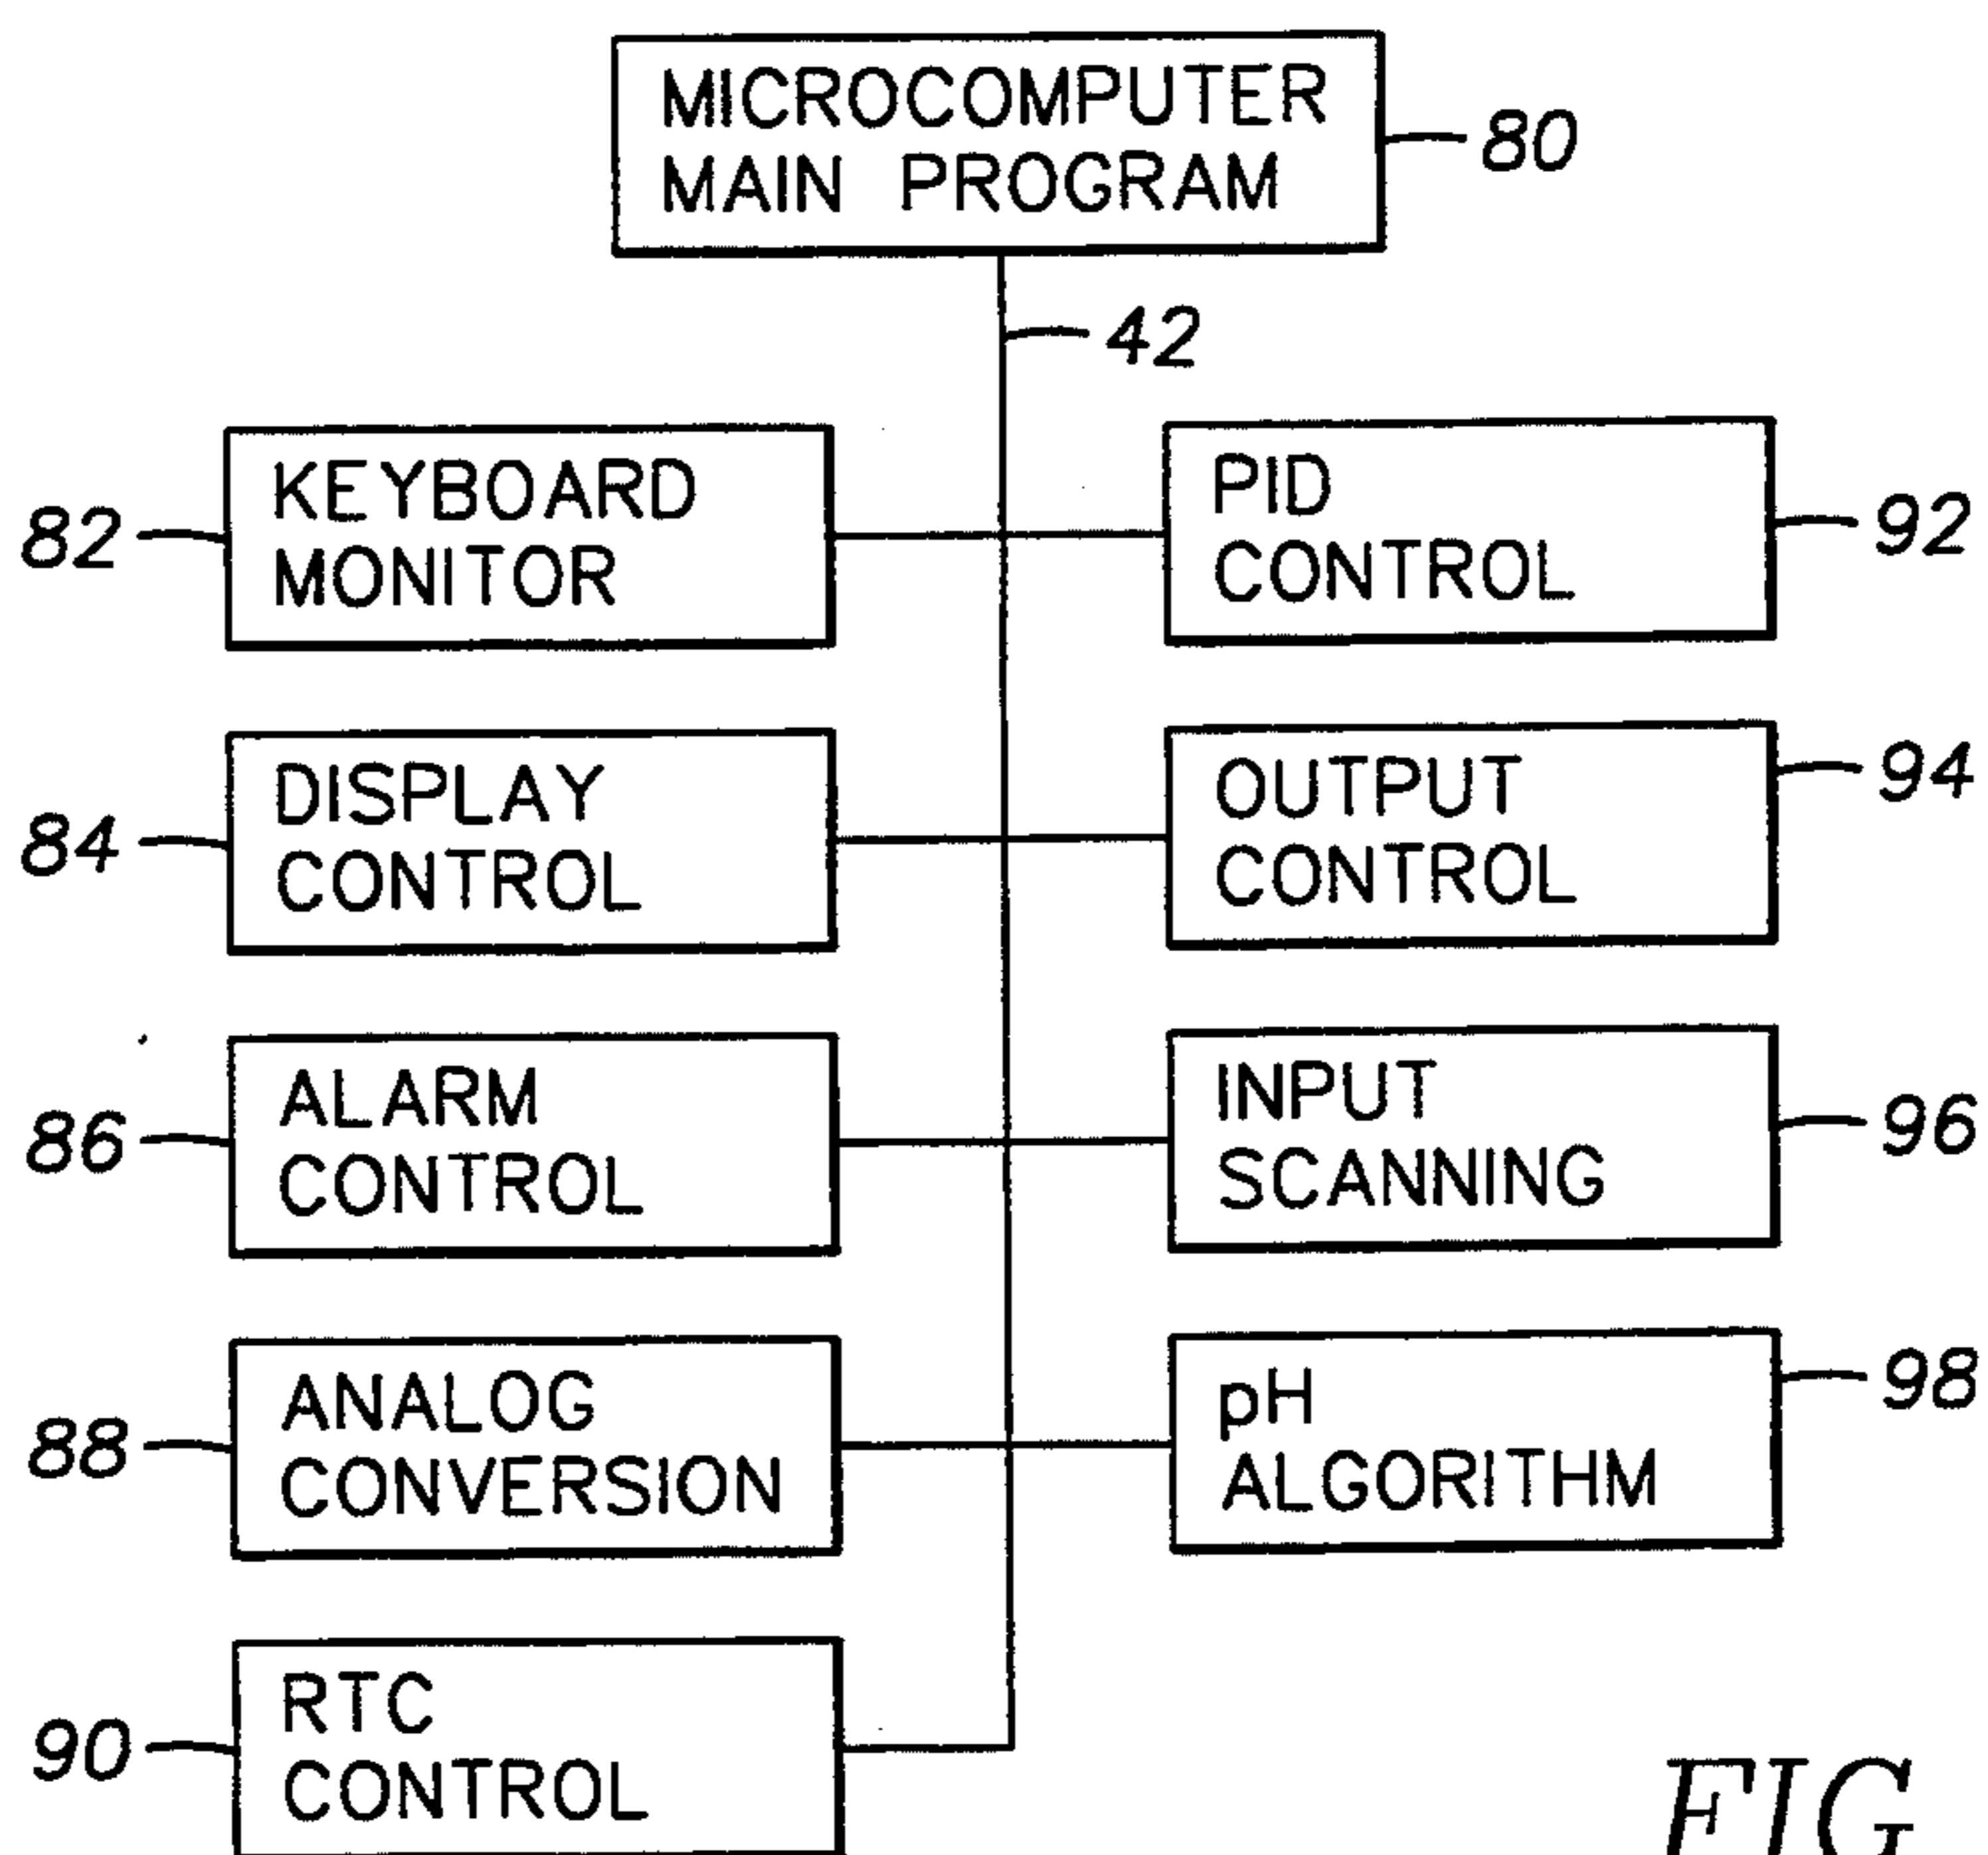 MICROCOMPUTER
MAIN PROGRAM
80
42
KEYBOARD
MONITOR
82
PID
CONTROL
92
DISPLAY
CONTROL
84
OUTPUT
CONTROL
94
ALARM
CONTROL
86
INPUT
SCANNING
96
ANALOG
CONVERSION
88
pH
ALGORITHM
98
RTC
CONTROL
90
FIG